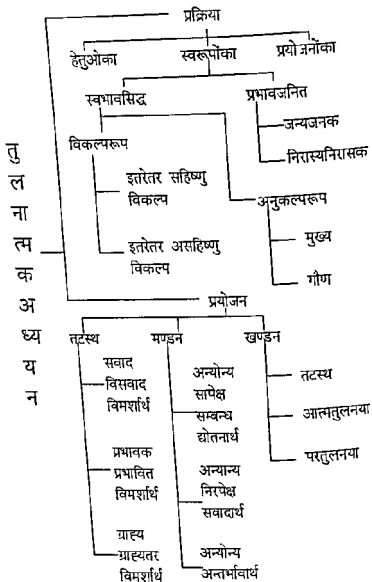 प्रक्रिया
हेतुओका
स्वरूपोंका
प्रयोजनोंका
स्वभावसिद्ध
प्रभावजनित
विकल्परूप
जन्यजनक
निरास्यनिरासक
इतरेतर सहिष्णु
विकल्प
अनुकल्परूप
इतरेतर असहिष्णु
विकल्प
मुख्य
गौण
तुलनात्मक अध्ययन
प्रयोजन
तटस्थ
मण्डन
खण्डन
सवाद
विसवाद
विमर्शार्थ
प्रभावक
प्रभावित
विमर्शार्थ
ग्राह्य
ग्राह्यतर
विमर्शार्थ
अन्योन्य
सापेक्ष
सम्बन्ध
द्योतनार्थ
अन्यान्य
निरपेक्ष
सवादार्थ
अन्योन्य
अन्तर्भावार्थ
तटस्थ
आत्मतुलनया
परतुलनया